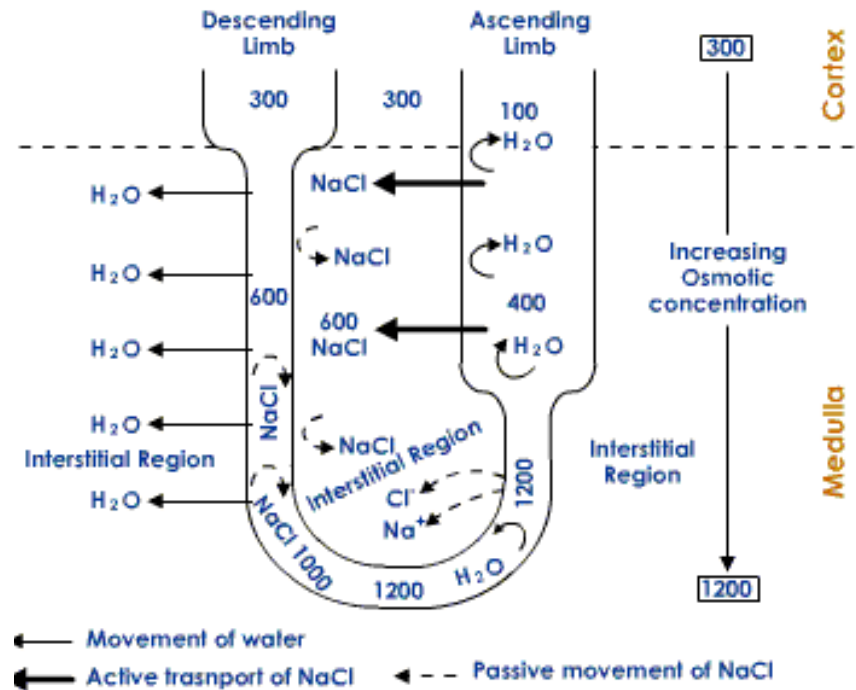 Descending
Limb
Ascending
Limb
300
300
300
100
Cortex
H₂O
NaCl
H₂O
NaCl
H₂O
H₂O
Increasing
Osmotic
concentration
600
600
NaCl
400
H₂O
H₂O
H₂O
NaCl
H₂O
NaCl
Interstitial Region
Interstitial Region
Interstitial
Region
Medulla
1200
Cl⁻
Na⁺
H₂O
NaCl 1000
1200
H₂O
1200
Movement of water
Active trasnport of NaCl
Passive movement of NaCl